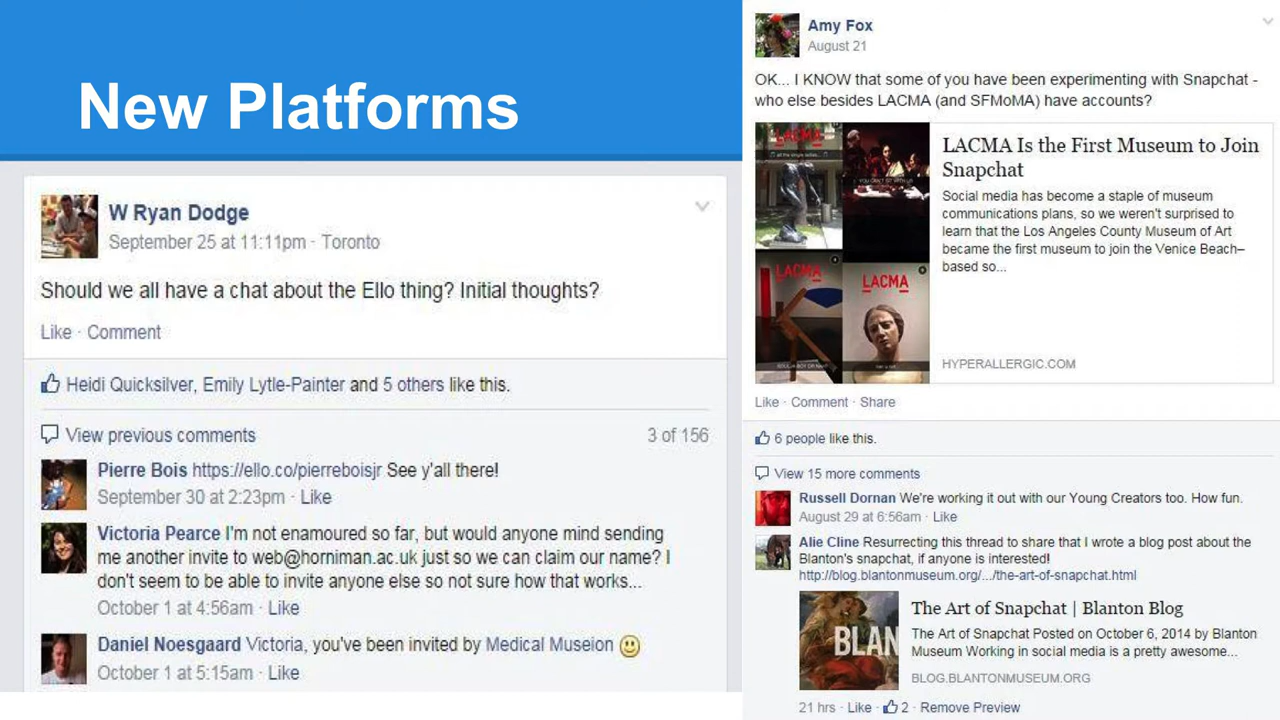 New Platforms
W Ryan Dodge
September 25 at 11:11pm · Toronto
Should we all have a chat about the Ello thing? Initial thoughts?
Like · Comment
Heidi Quicksilver, Emily Lytle-Painter and 5 others like this.
View previous comments 3 of 156
Pierre Bois https://ello.co/pierreboisjr See y'all there!
September 30 at 2:23pm · Like
Victoria Pearce I'm not enamoured so far, but would anyone mind sending
me another invite to web@horniman.ac.uk just so we can claim our name? I
don't seem to be able to invite anyone else so not sure how that works...
October 1 at 4:56am · Like
Daniel Noesgaard Victoria, you've been invited by Medical Museion
October 1 at 5:15am · Like
Amy Fox
August 21
OK... I KNOW that some of you have been experimenting with Snapchat -
who else besides LACMA (and SFMoMA) have accounts?
LACMA
LACMA
LACMA
LACMA Is the First Museum to Join
Snapchat
Social media has become a staple of museum
communications plans, so we weren't surprised to
learn that the Los Angeles County Museum of Art
became the first museum to join the Venice Beach–
based so...
HYPERALLERGIC.COM
Like · Comment · Share
6 people like this.
View 15 more comments
Russell Dornan We're working it out with our Young Creators too. How fun.
August 29 at 6:56am · Like
Alie Cline Resurrecting this thread to share that I wrote a blog post about the
Blanton's snapchat, if anyone is interested!
http://blog.blantonmuseum.org/.../the-art-of-snapchat.html
BLAN
The Art of Snapchat | Blanton Blog
The Art of Snapchat Posted on October 6, 2014 by Blanton
Museum Working in social media is a pretty awesome...
BLOG.BLANTONMUSEUM.ORG
21 hrs · Like · 2 · Remove Preview